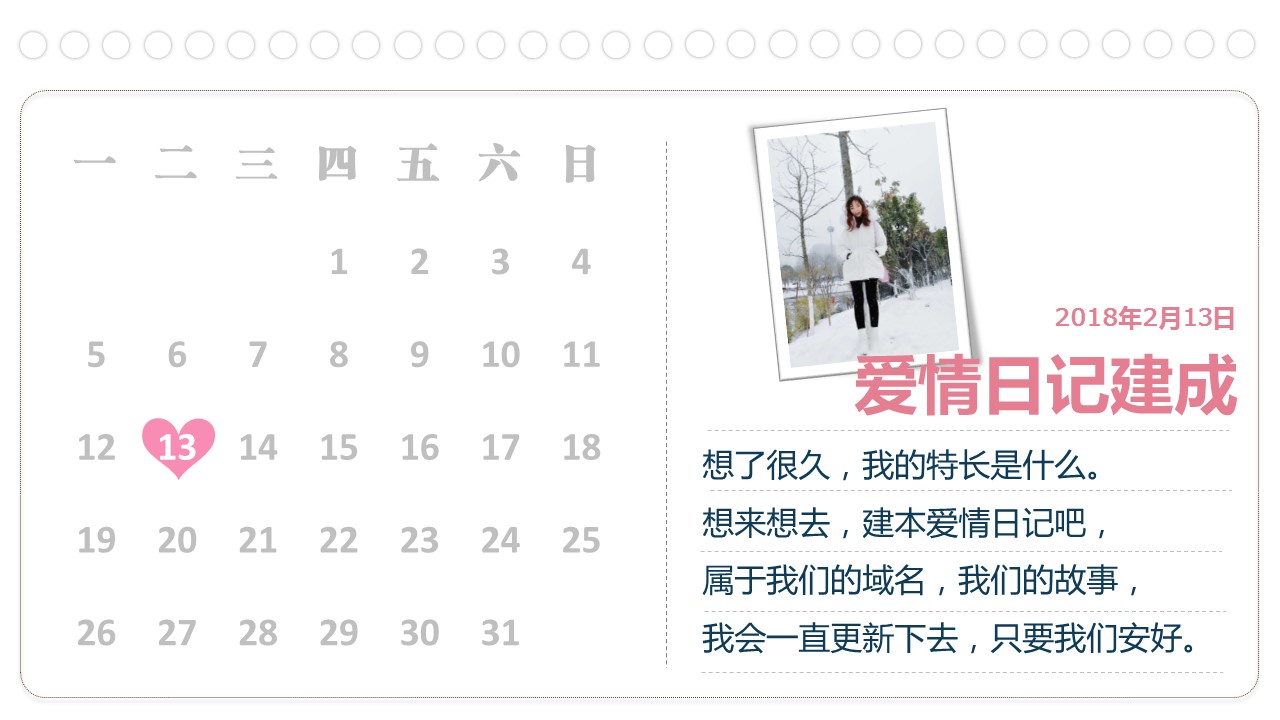 一 二 三 四 五 六 日
1 2 3 4
5 6 7 8 9 10 11
12 13 14 15 16 17 18
19 20 21 22 23 24 25
26 27 28 29 30 31
2018年2月13日
爱情日记建成
想了很久，我的特长是什么。
想来想去，建本爱情日记吧，
属于我们的域名，我们的故事，
我会一直更新下去，只要我们安好。